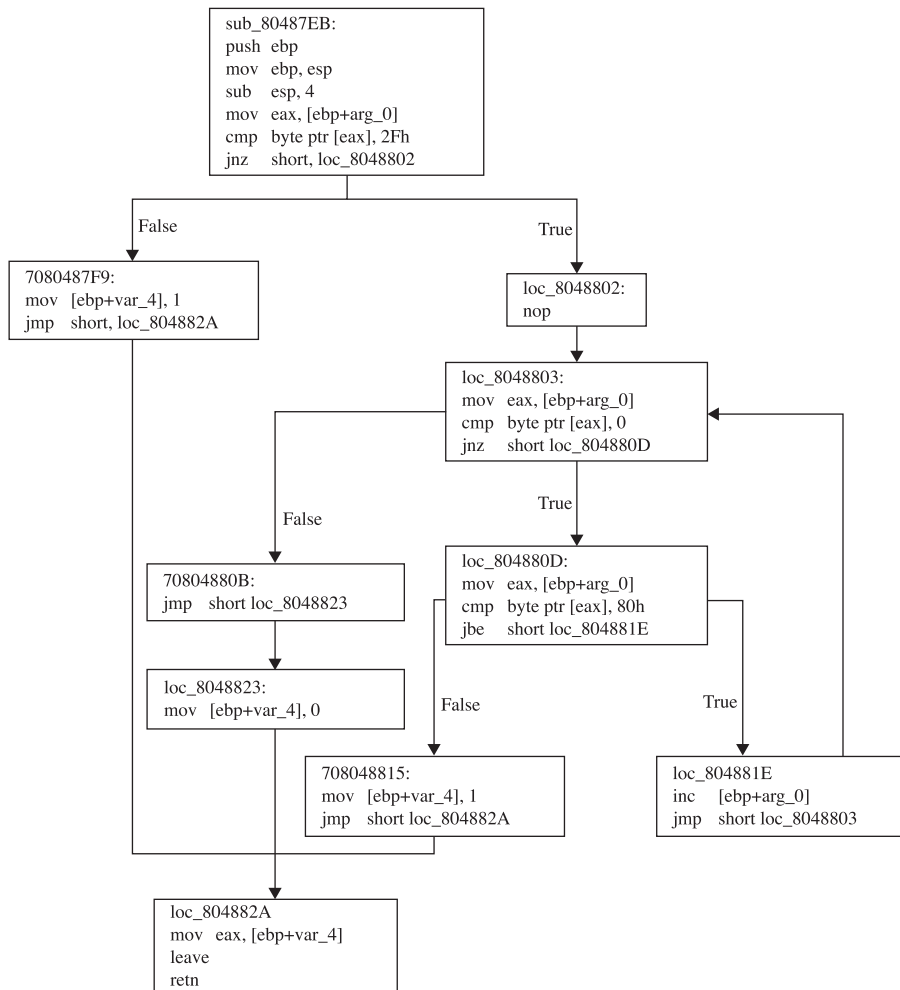 sub_80487EB:
push ebp
mov ebp, esp
sub esp, 4
mov eax, [ebp+arg_0]
cmp byte ptr [eax], 2Fh
jnz short, loc_8048802
False
True
7080487F9:
mov [ebp+var_4], 1
jmp short, loc_804882A
loc_8048802:
nop
loc_8048803:
mov eax, [ebp+arg_0]
cmp byte ptr [eax], 0
jnz short loc_804880D
False
True
70804880B:
jmp short loc_8048823
loc_804880D:
mov eax, [ebp+arg_0]
cmp byte ptr [eax], 80h
jbe short loc_804881E
loc_8048823:
mov [ebp+var_4], 0
False
True
708048815:
mov [ebp+var_4], 1
jmp short loc_804882A
loc_804881E
inc [ebp+arg_0]
jmp short loc_8048803
loc_804882A
mov eax, [ebp+var_4]
leave
retn